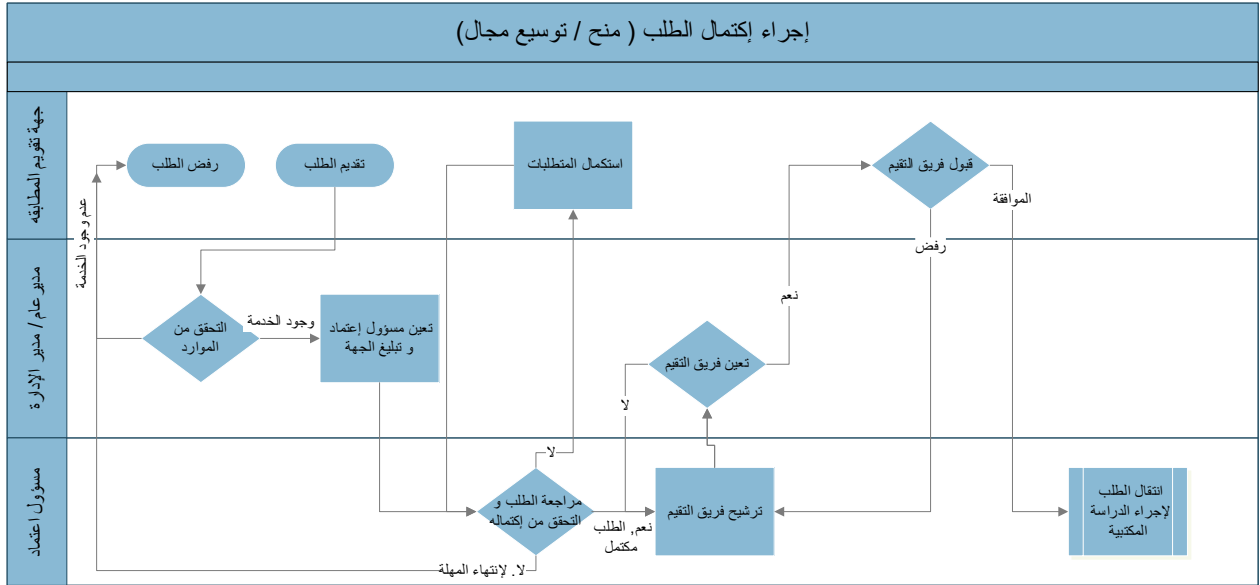 إجراء إكتمال الطلب ( منح / توسيع مجال)
جهة تقويم المطابقه
رفض الطلب
تقديم الطلب
استكمال المتطلبات
قبول فريق التقيم
الموافقة
رفض
عدم وجود الخدمة
مدير عام / مدير الإدارة
التحقق من
الموارد
وجود الخدمة
تعين مسؤول إعتماد
و تبليغ الجهة
تعين فريق التقيم
نعم
لا
مسؤول اعتماد
لا
مراجعة الطلب و
التحقق من إكتماله
نعم, الطلب
مكتمل
ترشيح فريق التقيم
انتقال الطلب
لإجراء الدراسة
المكتبية
لا. لإنتهاء المهلة